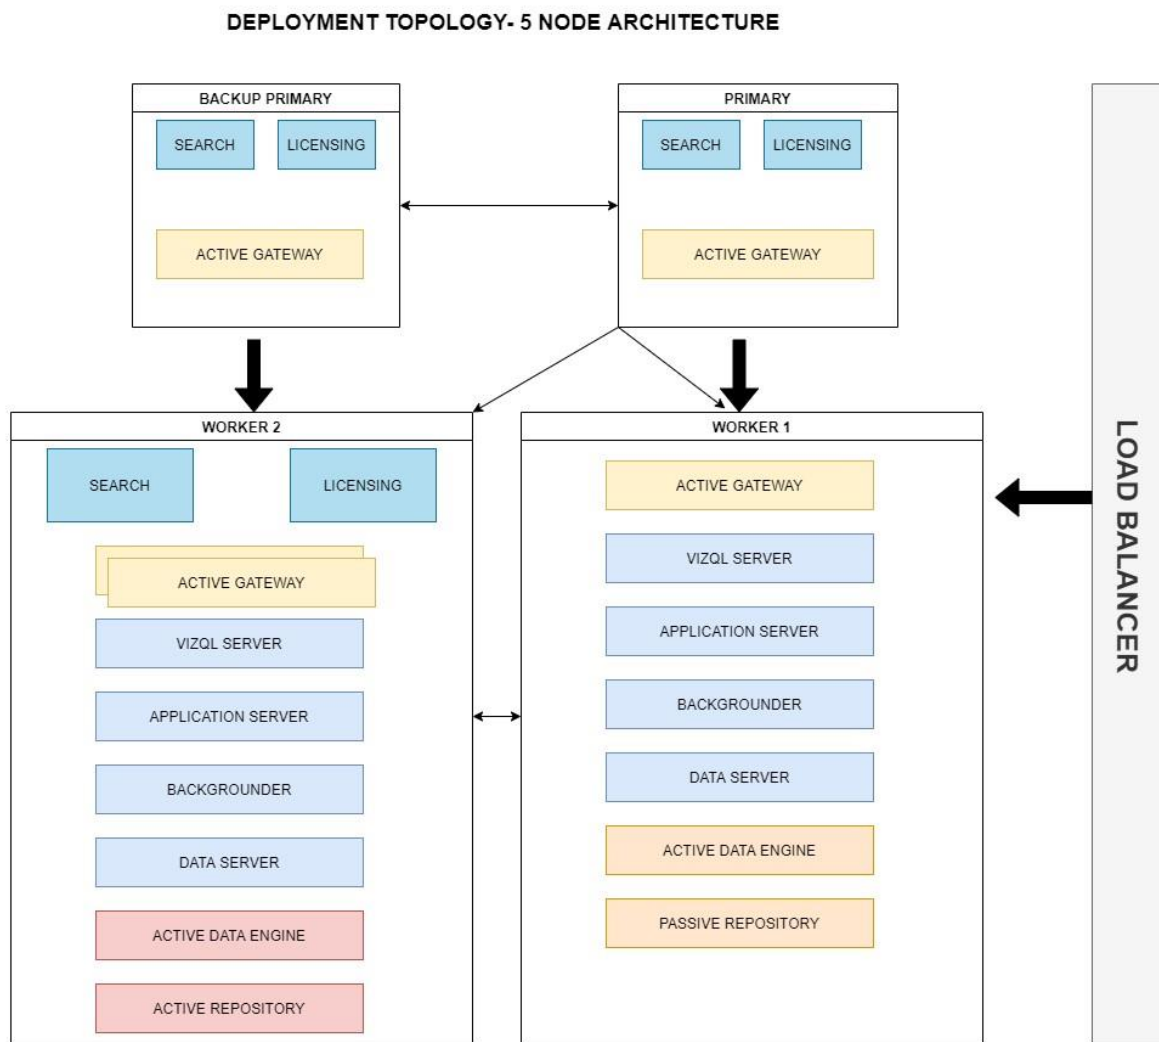 DEPLOYMENT TOPOLOGY- 5 NODE ARCHITECTURE
BACKUP PRIMARY
SEARCH
LICENSING
ACTIVE GATEWAY
PRIMARY
SEARCH
LICENSING
ACTIVE GATEWAY
WORKER 2
SEARCH
LICENSING
ACTIVE GATEWAY
VIZQL SERVER
APPLICATION SERVER
BACKGROUNDER
DATA SERVER
ACTIVE DATA ENGINE
ACTIVE REPOSITORY
WORKER 1
ACTIVE GATEWAY
VIZQL SERVER
APPLICATION SERVER
BACKGROUNDER
DATA SERVER
ACTIVE DATA ENGINE
PASSIVE REPOSITORY
LOAD BALANCER